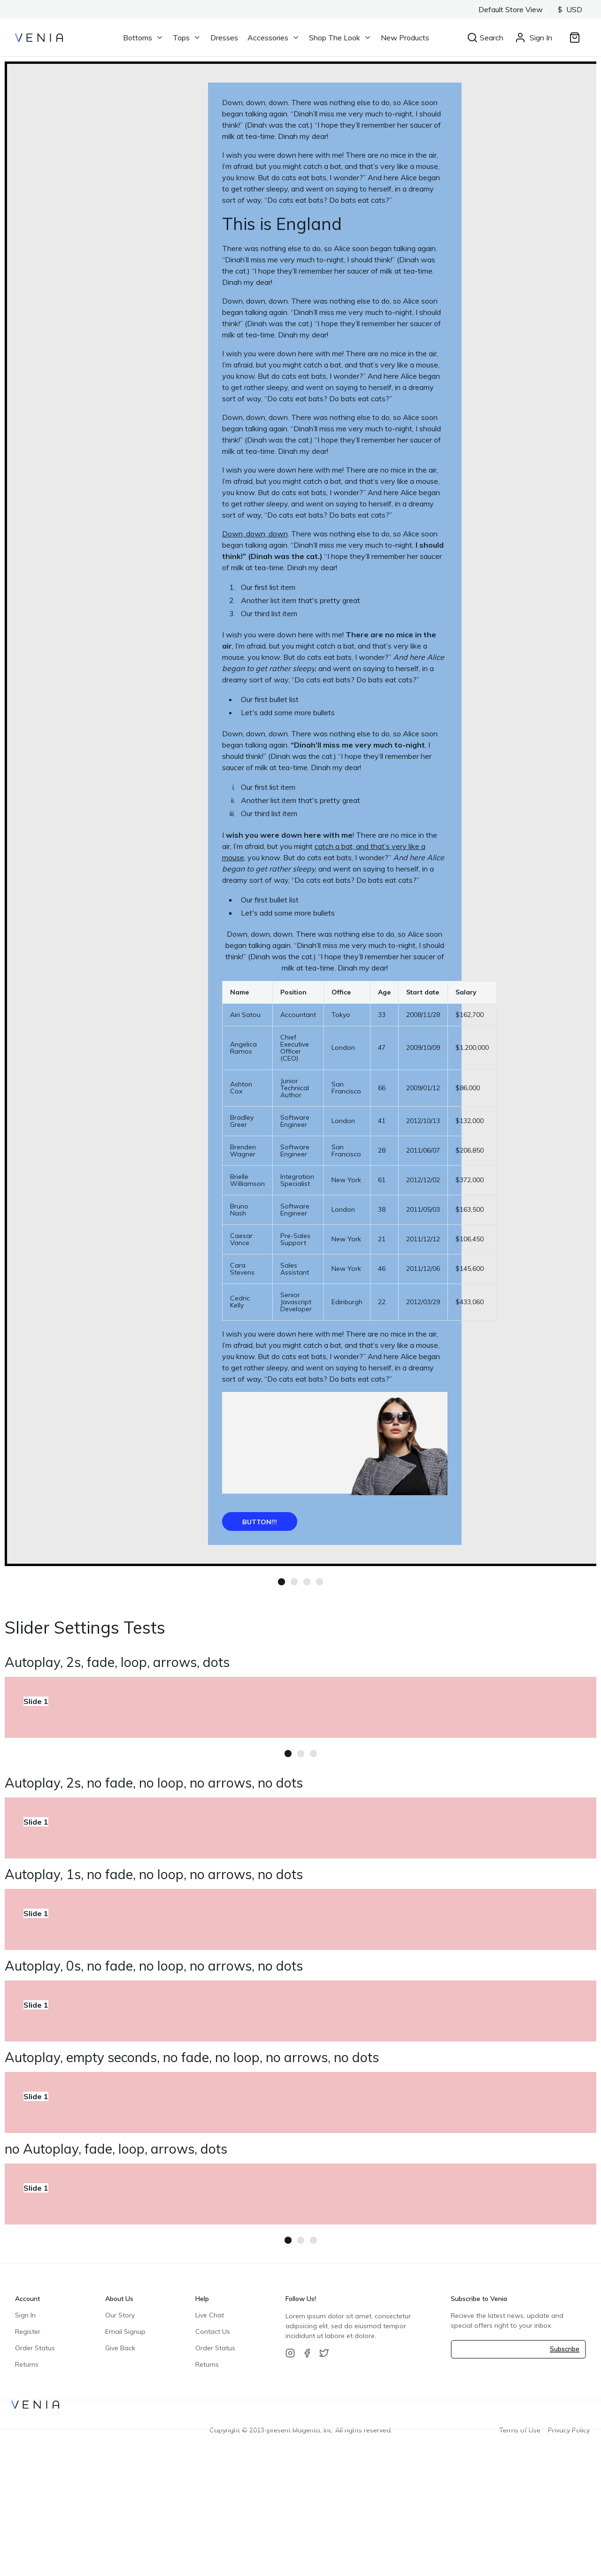 Default Store View $ USD
VENIA Bottoms Tops Dresses Accessories Shop The Look New Products Search Sign In
Down, down, down. There was nothing else to do, so Alice soon
began talking again. “Dinah’ll miss me very much to-night, I should
think!” (Dinah was the cat.) “I hope they’ll remember her saucer of
milk at tea-time. Dinah my dear!
I wish you were down here with me! There are no mice in the air,
I’m afraid, but you might catch a bat, and that’s very like a mouse,
you know. But do cats eat bats, I wonder?” And here Alice began
to get rather sleepy, and went on saying to herself, in a dreamy
sort of way, “Do cats eat bats? Do bats eat cats?”
This is England
There was nothing else to do, so Alice soon began talking again.
“Dinah’ll miss me very much to-night, I should think!” (Dinah was
the cat.) “I hope they’ll remember her saucer of milk at tea-time.
Dinah my dear!
Down, down, down. There was nothing else to do, so Alice soon
began talking again. “Dinah’ll miss me very much to-night, I should
think!” (Dinah was the cat.) “I hope they’ll remember her saucer of
milk at tea-time. Dinah my dear!
I wish you were down here with me! There are no mice in the air,
I’m afraid, but you might catch a bat, and that’s very like a mouse,
you know. But do cats eat bats, I wonder?” And here Alice began
to get rather sleepy, and went on saying to herself, in a dreamy
sort of way, “Do cats eat bats? Do bats eat cats?”
Down, down, down. There was nothing else to do, so Alice soon
began talking again. “Dinah’ll miss me very much to-night, I should
think!” (Dinah was the cat.) “I hope they’ll remember her saucer of
milk at tea-time. Dinah my dear!
I wish you were down here with me! There are no mice in the air,
I’m afraid, but you might catch a bat, and that’s very like a mouse,
you know. But do cats eat bats, I wonder?” And here Alice began
to get rather sleepy, and went on saying to herself, in a dreamy
sort of way, “Do cats eat bats? Do bats eat cats?”
Down, down, down. There was nothing else to do, so Alice soon
began talking again. “Dinah’ll miss me very much to-night, I should
think!” (Dinah was the cat.) “I hope they’ll remember her saucer
of milk at tea-time. Dinah my dear!
1. Our first list item
2. Another list item that's pretty great
3. Our third list item
I wish you were down here with me! There are no mice in the
air, I’m afraid, but you might catch a bat, and that’s very like a
mouse, you know. But do cats eat bats, I wonder?” And here Alice
began to get rather sleepy, and went on saying to herself, in a
dreamy sort of way, “Do cats eat bats? Do bats eat cats?”
• Our first bullet list
• Let's add some more bullets
Down, down, down. There was nothing else to do, so Alice soon
began talking again. “Dinah’ll miss me very much to-night, I
should think!” (Dinah was the cat.) “I hope they’ll remember her
saucer of milk at tea-time. Dinah my dear!
i. Our first list item
ii. Another list item that's pretty great
iii. Our third list item
I wish you were down here with me! There are no mice in the
air, I’m afraid, but you might catch a bat, and that’s very like a
mouse, you know. But do cats eat bats, I wonder?” And here Alice
began to get rather sleepy, and went on saying to herself, in a
dreamy sort of way, “Do cats eat bats? Do bats eat cats?”
▪ Our first bullet list
▪ Let's add some more bullets
Down, down, down. There was nothing else to do, so Alice soon
began talking again. “Dinah’ll miss me very much to-night, I should
think!” (Dinah was the cat.) “I hope they’ll remember her saucer of
milk at tea-time. Dinah my dear!
Name Position Office Age Start date Salary
Airi Satou Accountant Tokyo 33 2008/11/28 $162,700
Angelica Ramos Chief Executive Officer (CEO) London 47 2009/10/09 $1,200,000
Ashton Cox Junior Technical Author San Francisco 66 2009/01/12 $86,000
Bradley Greer Software Engineer London 41 2012/10/13 $132,000
Brenden Wagner Software Engineer San Francisco 28 2011/06/07 $206,850
Brielle Williamson Integration Specialist New York 61 2012/12/02 $372,000
Bruno Nash Software Engineer London 38 2011/05/03 $163,500
Caesar Vance Pre-Sales Support New York 21 2011/12/12 $106,450
Cara Stevens Sales Assistant New York 46 2011/12/06 $145,600
Cedric Kelly Senior Javascript Developer Edinburgh 22 2012/03/29 $433,060
I wish you were down here with me! There are no mice in the air,
I’m afraid, but you might catch a bat, and that’s very like a mouse,
you know. But do cats eat bats, I wonder?” And here Alice began
to get rather sleepy, and went on saying to herself, in a dreamy
sort of way, “Do cats eat bats? Do bats eat cats?”
BUTTON!!!
Slider Settings Tests
Autoplay, 2s, fade, loop, arrows, dots
Slide 1
Autoplay, 2s, no fade, no loop, no arrows, no dots
Slide 1
Autoplay, 1s, no fade, no loop, no arrows, no dots
Slide 1
Autoplay, 0s, no fade, no loop, no arrows, no dots
Slide 1
Autoplay, empty seconds, no fade, no loop, no arrows, no dots
Slide 1
no Autoplay, fade, loop, arrows, dots
Slide 1
Account
Sign In
Register
Order Status
Returns
About Us
Our Story
Email Signup
Give Back
Help
Live Chat
Contact Us
Order Status
Returns
Follow Us!
Lorem ipsum dolor sit amet, consectetur
adipsicing elit, sed do eiusmod tempor
incididunt ut labore et dolore.
Subscribe to Venia
Recieve the latest news, update and
special offers right to your inbox.
Subscribe
VENIA
Copyright © 2013-present Magento, Inc. All rights reserved. Terms of Use Privacy Policy